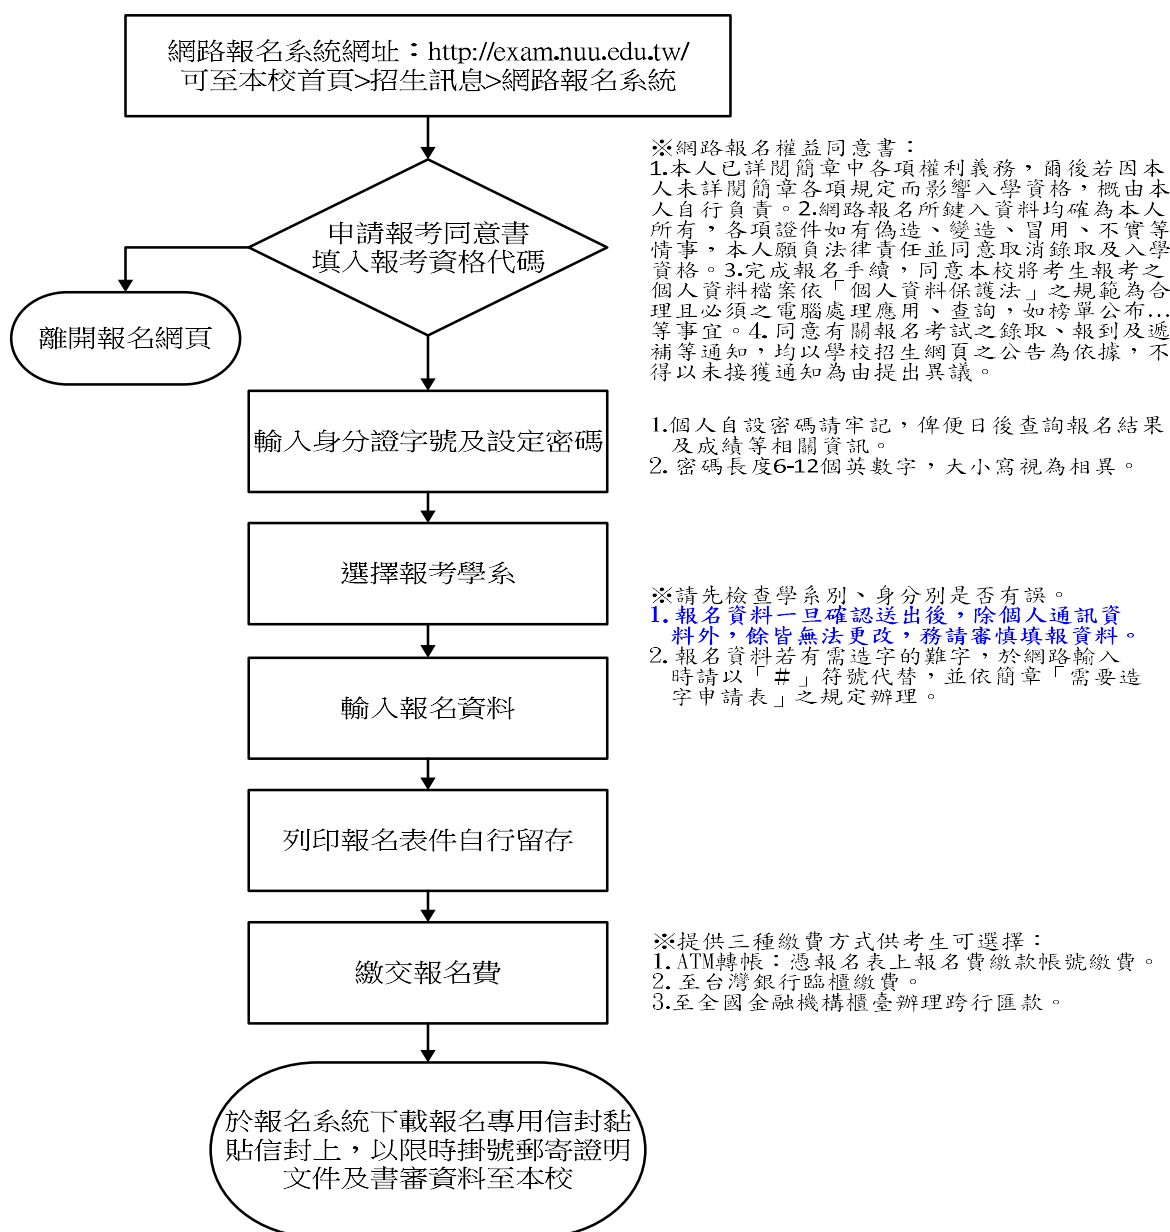 網路報名系統網址：http://exam.nuu.edu.tw/
可至本校首頁>招生訊息>網路報名系統
※網路報名權益同意書：
1.本人已詳閱簡章中各項權利義務，爾後若因本
人未詳閱簡章各項規定而影響入學資格，概由本
人自行負責。2.網路報名所鍵入資料均確為本人
所有，各項證件如有偽造、變造、冒用、不實等
情事，本人願負法律責任並同意取消錄取及入學
資格。3.完成報名手續，同意本校將考生報考之
個人資料檔案依「個人資料保護法」之規範為合
理且必須之電腦處理應用、查詢，如榜單公布...
等事宜。4.同意有關報名考試之錄取、報到及遞
補等通知，均以學校招生網頁之公告為依據，不
得以未接獲通知為由提出異議。
申請報考同意書
填入報考資格代碼
離開報名網頁
輸入身分證字號及設定密碼
1.個人自設密碼請牢記，俾便日後查詢報名結果
及成績等相關資訊。
2.密碼長度6-12個英數字，大小寫視為相異。
選擇報考學系
※請先檢查學系別、身分別是否有誤。
1.報名資料一旦確認送出後，除個人通訊資
料外，餘皆無法更改，務請審慎填報資料。
2.報名資料若有需造字的難字，於網路輸入
時請以「＃」符號代替，並依簡章「需要造
字申請表」之規定辦理。
輸入報名資料
列印報名表件自行留存
繳交報名費
※提供三種繳費方式供考生可選擇：
1.ATM轉帳：憑報名表上報名費繳款帳號繳費。
2.至台灣銀行臨櫃繳費。
3.至全國金融機構櫃臺辦理跨行匯款。
於報名系統下載報名專用信封黏
貼信封上，以限時掛號郵寄證明
文件及書審資料至本校